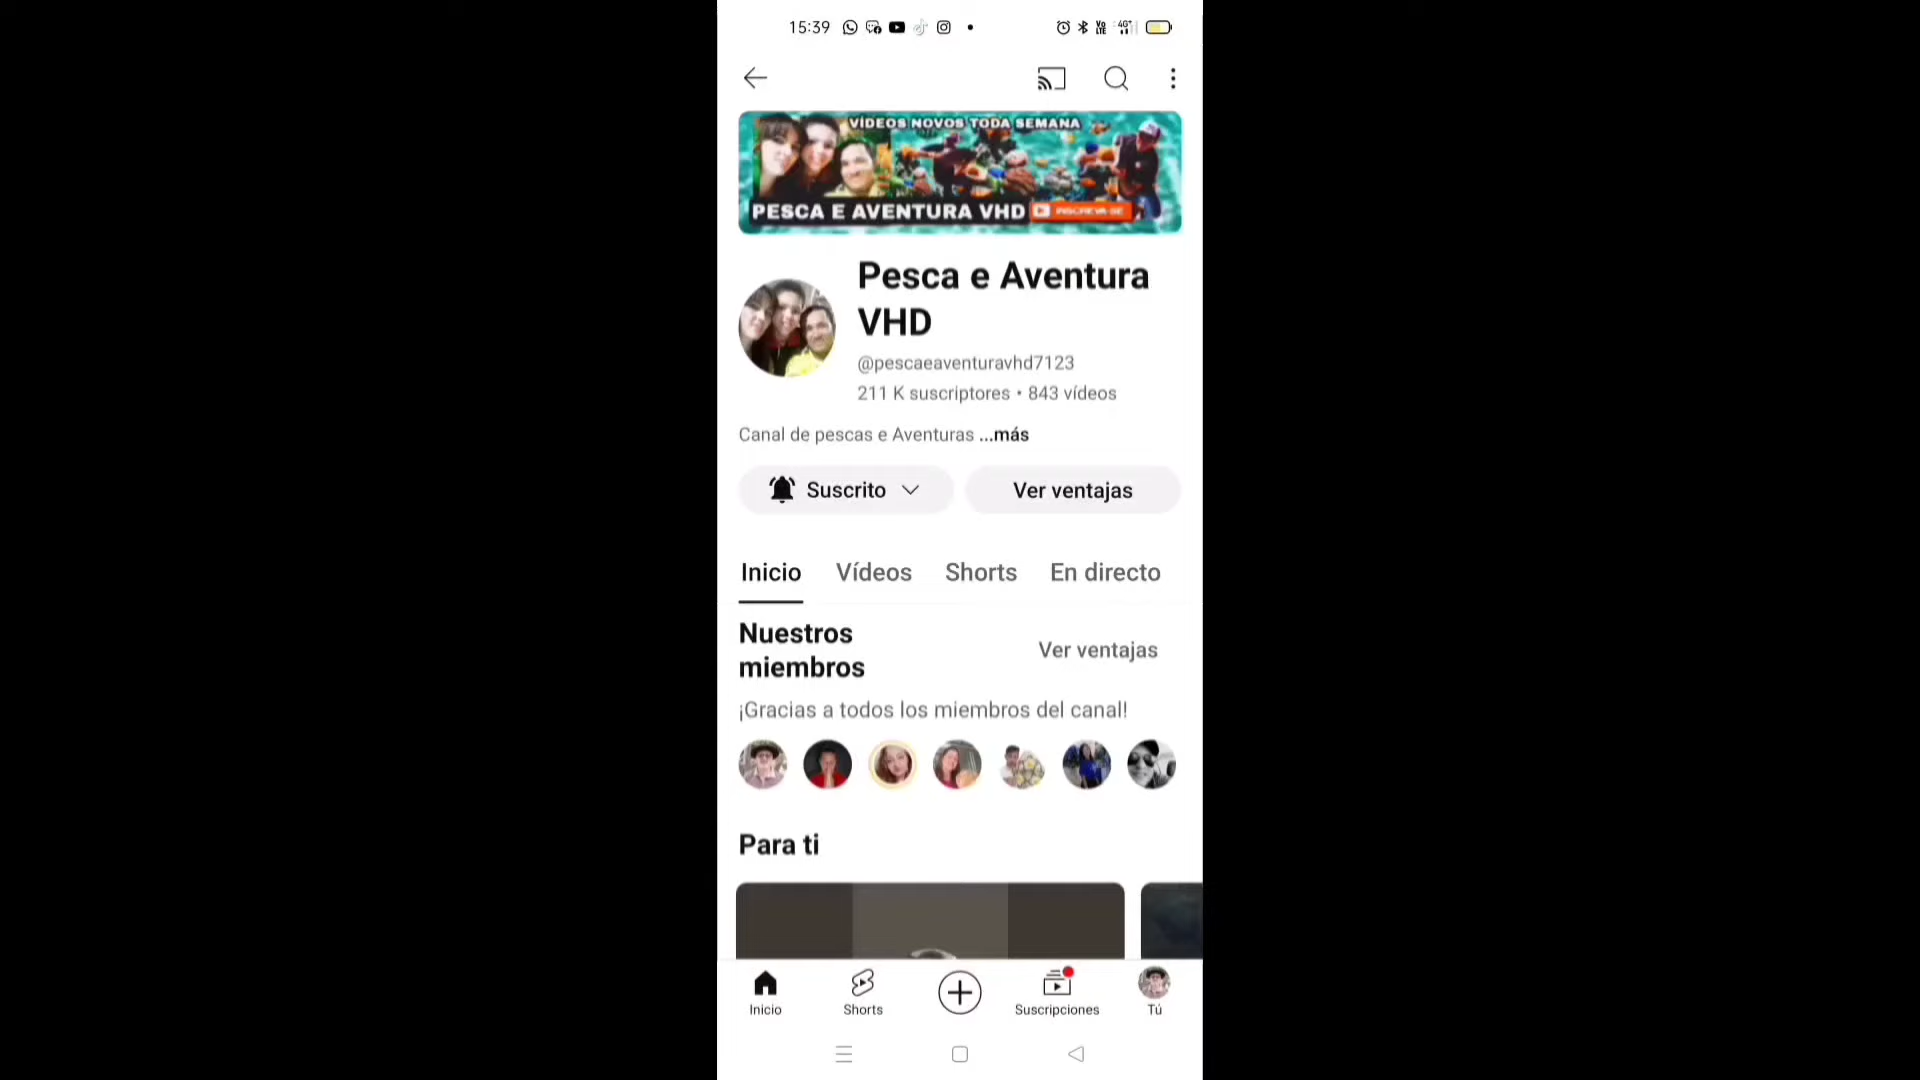 15:39
VÍDEOS NOVOS TODA SEMANA
PESCA E AVENTURA VHD
INSCREVA-SE
Pesca e Aventura
VHD
@pescaeaventuravhd7123
211 K suscriptores • 843 vídeos
Canal de pescas e Aventuras ...más
Suscrito
Ver ventajas
Inicio
Vídeos
Shorts
En directo
Nuestros
miembros
Ver ventajas
¡Gracias a todos los miembros del canal!
Para ti
Inicio
Shorts
Suscripciones
Tú